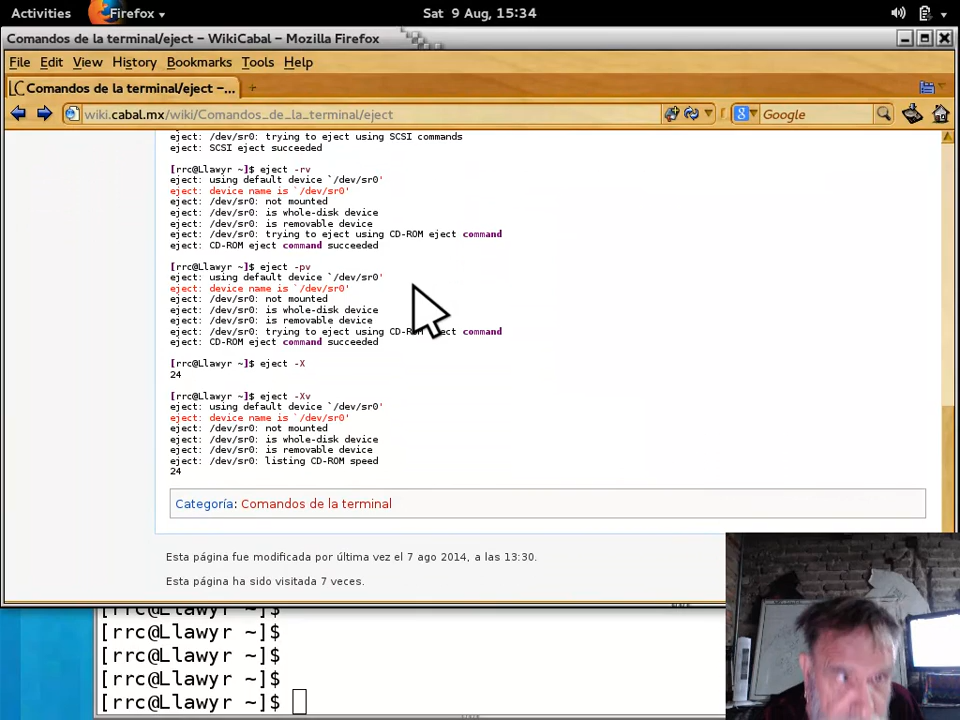 Activities Firefox Sat 9 Aug, 15:34
Comandos de la terminal/eject – WikiCabal – Mozilla Firefox
File Edit View History Bookmarks Tools Help
Comandos de la terminal/eject –...
wiki.cabal.mx/wiki/Comandos_de_la_terminal/eject Google
eject: /dev/sr0: trying to eject using SCSI commands
eject: SCSI eject succeeded
[rrc@Llawyr ~]$ eject -rv
eject: using default device `/dev/sr0'
eject: device name is `/dev/sr0'
eject: /dev/sr0: not mounted
eject: /dev/sr0: is whole-disk device
eject: /dev/sr0: is removable device
eject: /dev/sr0: trying to eject using CD-ROM eject command
eject: CD-ROM eject command succeeded
[rrc@Llawyr ~]$ eject -pv
eject: using default device `/dev/sr0'
eject: device name is `/dev/sr0'
eject: /dev/sr0: not mounted
eject: /dev/sr0: is whole-disk device
eject: /dev/sr0: is removable device
eject: /dev/sr0: trying to eject using CD-ROM eject command
eject: CD-ROM eject command succeeded
[rrc@Llawyr ~]$ eject -X
24
[rrc@Llawyr ~]$ eject -Xv
eject: using default device `/dev/sr0'
eject: device name is `/dev/sr0'
eject: /dev/sr0: not mounted
eject: /dev/sr0: is whole-disk device
eject: /dev/sr0: is removable device
eject: /dev/sr0: listing CD-ROM speed
24
Categoría: Comandos de la terminal
Esta página fue modificada por última vez el 7 ago 2014, a las 13:30.
Esta página ha sido visitada 7 veces.
[rrc@Llawyr ~]$
[rrc@Llawyr ~]$
[rrc@Llawyr ~]$
[rrc@Llawyr ~]$
[rrc@Llawyr ~]$